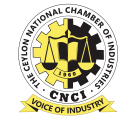 THE CEYLON NATIONAL CHAMBER OF INDUSTRIES
1960
CNCI
VOICE OF INDUSTRY